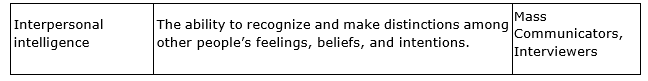 Interpersonal
intelligence
The ability to recognize and make distinctions among
other people's feelings, beliefs, and intentions.
Mass
Communicators,
Interviewers